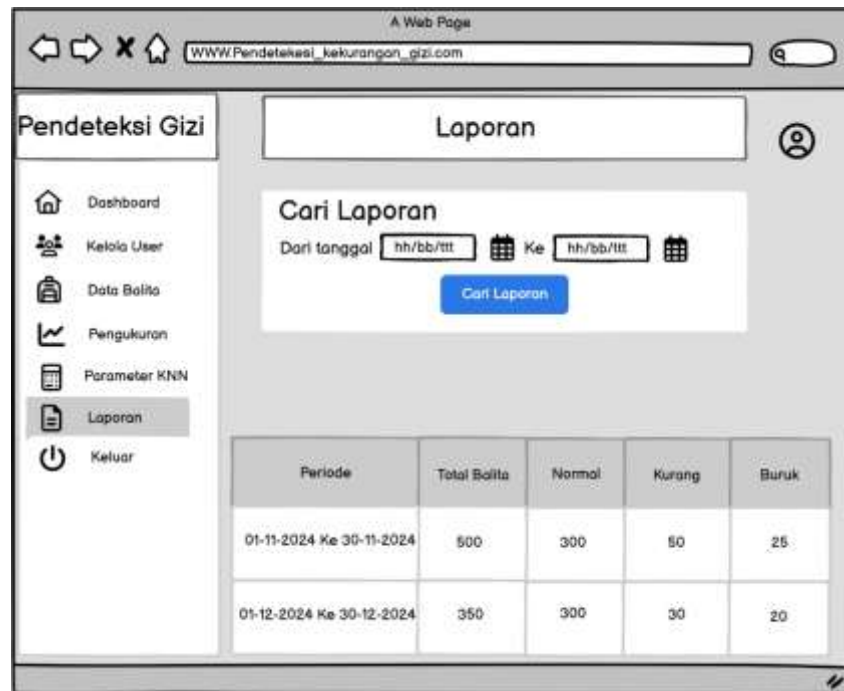 A Web Page
WWW.Pendetekesi_kekurangan_gizi.com
Pendeteksi Gizi
Laporan
Dashboard
Kelola User
Data Balita
Pengukuran
Parameter KNN
Laporan
Keluar
Cari Laporan
Dari tanggal hh/bb/ttt Ke hh/bb/ttt
Cari Laporan
Periode Total Balita Normal Kurang Buruk
01-11-2024 Ke 30-11-2024 500 300 50 25
01-12-2024 Ke 30-12-2024 350 300 30 20